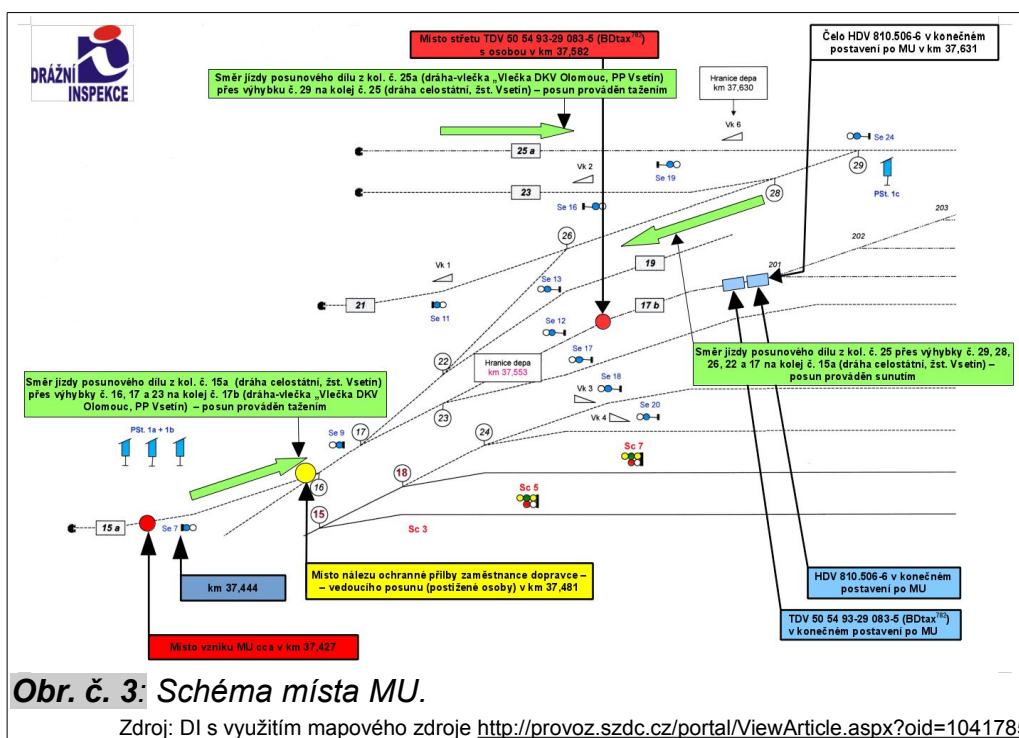 DRÁŽNÍ
INSPEKCE
Místo střetu TDV 50 54 93-29 083-5 (BDtax⁷⁸²)
s osobou v km 37,582
Čelo HDV 810.506-6 v konečném
postavení po MU v km 37,631
Směr jízdy posunového dílu z kol. č. 25a (dráha-vlečka „Vlečka DKV Olomouc, PP Vsetín)
přes výhybku č. 29 na kolej č. 25 (dráha celostátní, žst. Vsetín) – posun prováděn tažením
Hranice depa
km 37,630
Vk 6
Se 24
25 a
29
Vk 2
Se 19
PSt. 1c
23
28
Se 16
203
26
202
Vk 1
19
201
Se 13
21
17 b
Se 11
Se 12
Se 17
22
Hranice depa
km 37,553
Směr jízdy posunového dílu z kol. č. 25 přes výhybky č. 29, 28,
26, 22 a 17 na kolej č. 15a (dráha celostátní, žst. Vsetín) –
posun prováděn sunutím
Směr jízdy posunového dílu z kol. č. 15a (dráha celostátní, žst. Vsetín)
přes výhybky č. 16, 17 a 23 na kolej č. 17b (dráha-vlečka „Vlečka DKV
Olomouc, PP Vsetín) – posun prováděn tažením
Se 18
Vk 3
23
Vk 4
Se 20
PSt. 1a + 1b
Se 9
17
24
Sc 7
18
16
Sc 5
15
15 a
Se 7
Sc 3
km 37,444
Místo nálezu ochranné přilby zaměstnance dopravce –
– vedoucího posunu (postižené osoby) v km 37,481
HDV 810.506-6 v konečném
postavení po MU
TDV 50 54 93-29 083-5 (BDtax⁷⁸²)
v konečném postavení po MU
Místo vzniku MU cca v km 37,427
Obr. č. 3: Schéma místa MU.
Zdroj: DI s využitím mapového zdroje http://provoz.szdc.cz/portal/ViewArticle.aspx?oid=1041785